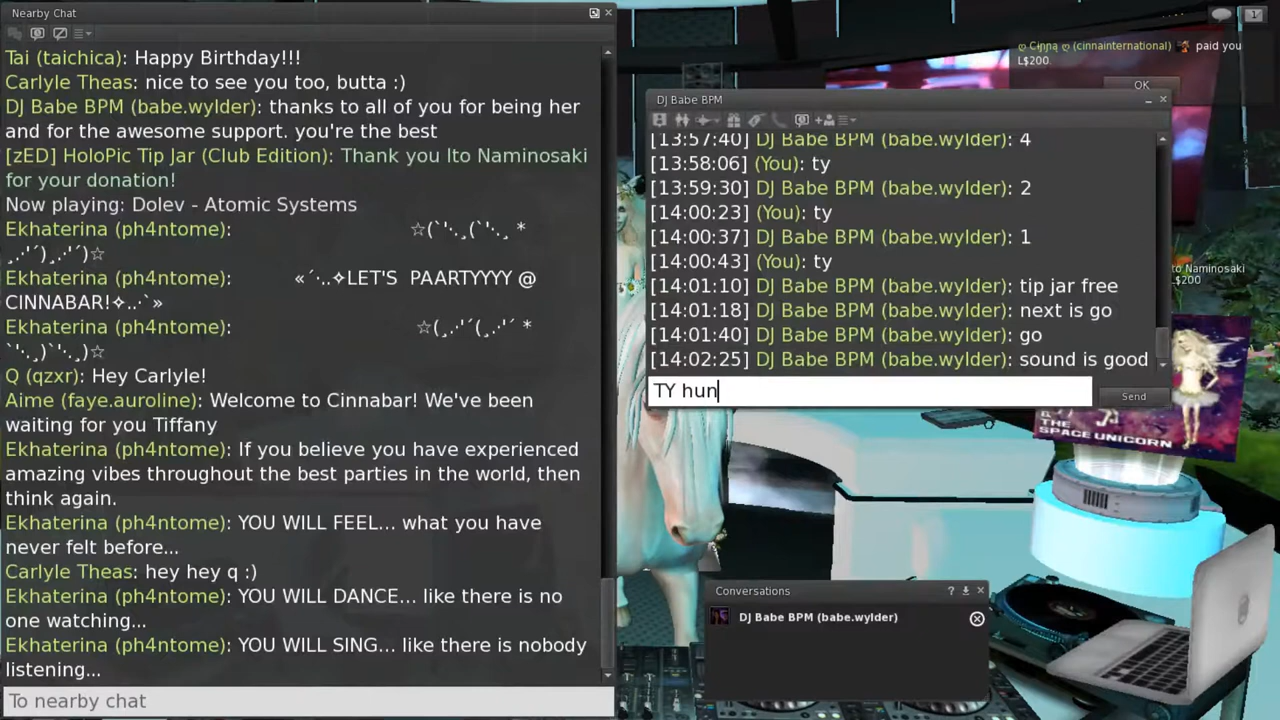 Nearby Chat
Tai (taichica): Happy Birthday!!!
Carlyle Theas: nice to see you too, butta :)
DJ Babe BPM (babe.wylder): thanks to all of you for being her
and for the awesome support. you're the best
[zED] HoloPic Tip Jar (Club Edition): Thank you Ito Naminosaki
for your donation!
Now playing: Dolev - Atomic Systems
Ekhaterina (ph4ntome): ☆(`'·.¸(`'·.¸ *
¸.·'´)¸.·'´)☆
Ekhaterina (ph4ntome): «´·..✧LET'S PAARTYYYY @
CINNABAR!✧..·`»
Ekhaterina (ph4ntome): ☆(¸.·'´(¸.·'´ *
`'·.¸)`'·.¸)☆
Q (qzxr): Hey Carlyle!
Aime (faye.auroline): Welcome to Cinnabar! We've been
waiting for you Tiffany
Ekhaterina (ph4ntome): If you believe you have experienced
amazing vibes throughout the best parties in the world, then
think again.
Ekhaterina (ph4ntome): YOU WILL FEEL... what you have
never felt before...
Carlyle Theas: hey hey q :)
Ekhaterina (ph4ntome): YOU WILL DANCE... like there is no
one watching...
Ekhaterina (ph4ntome): YOU WILL SING... like there is nobody
listening...
To nearby chat
1
ღ Cįņņą ღ (cinnainternational) paid you
L$200.
OK
DJ Babe BPM
[13:57:40] DJ Babe BPM (babe.wylder): 4
[13:58:06] (You): ty
[13:59:30] DJ Babe BPM (babe.wylder): 2
[14:00:23] (You): ty
[14:00:37] DJ Babe BPM (babe.wylder): 1
[14:00:43] (You): ty
[14:01:10] DJ Babe BPM (babe.wylder): tip jar free
[14:01:18] DJ Babe BPM (babe.wylder): next is go
[14:01:40] DJ Babe BPM (babe.wylder): go
[14:02:25] DJ Babe BPM (babe.wylder): sound is good
TY hun
Send
to Naminosaki
L$200
THE
SPACE UNICORN
Conversations
DJ Babe BPM (babe.wylder)